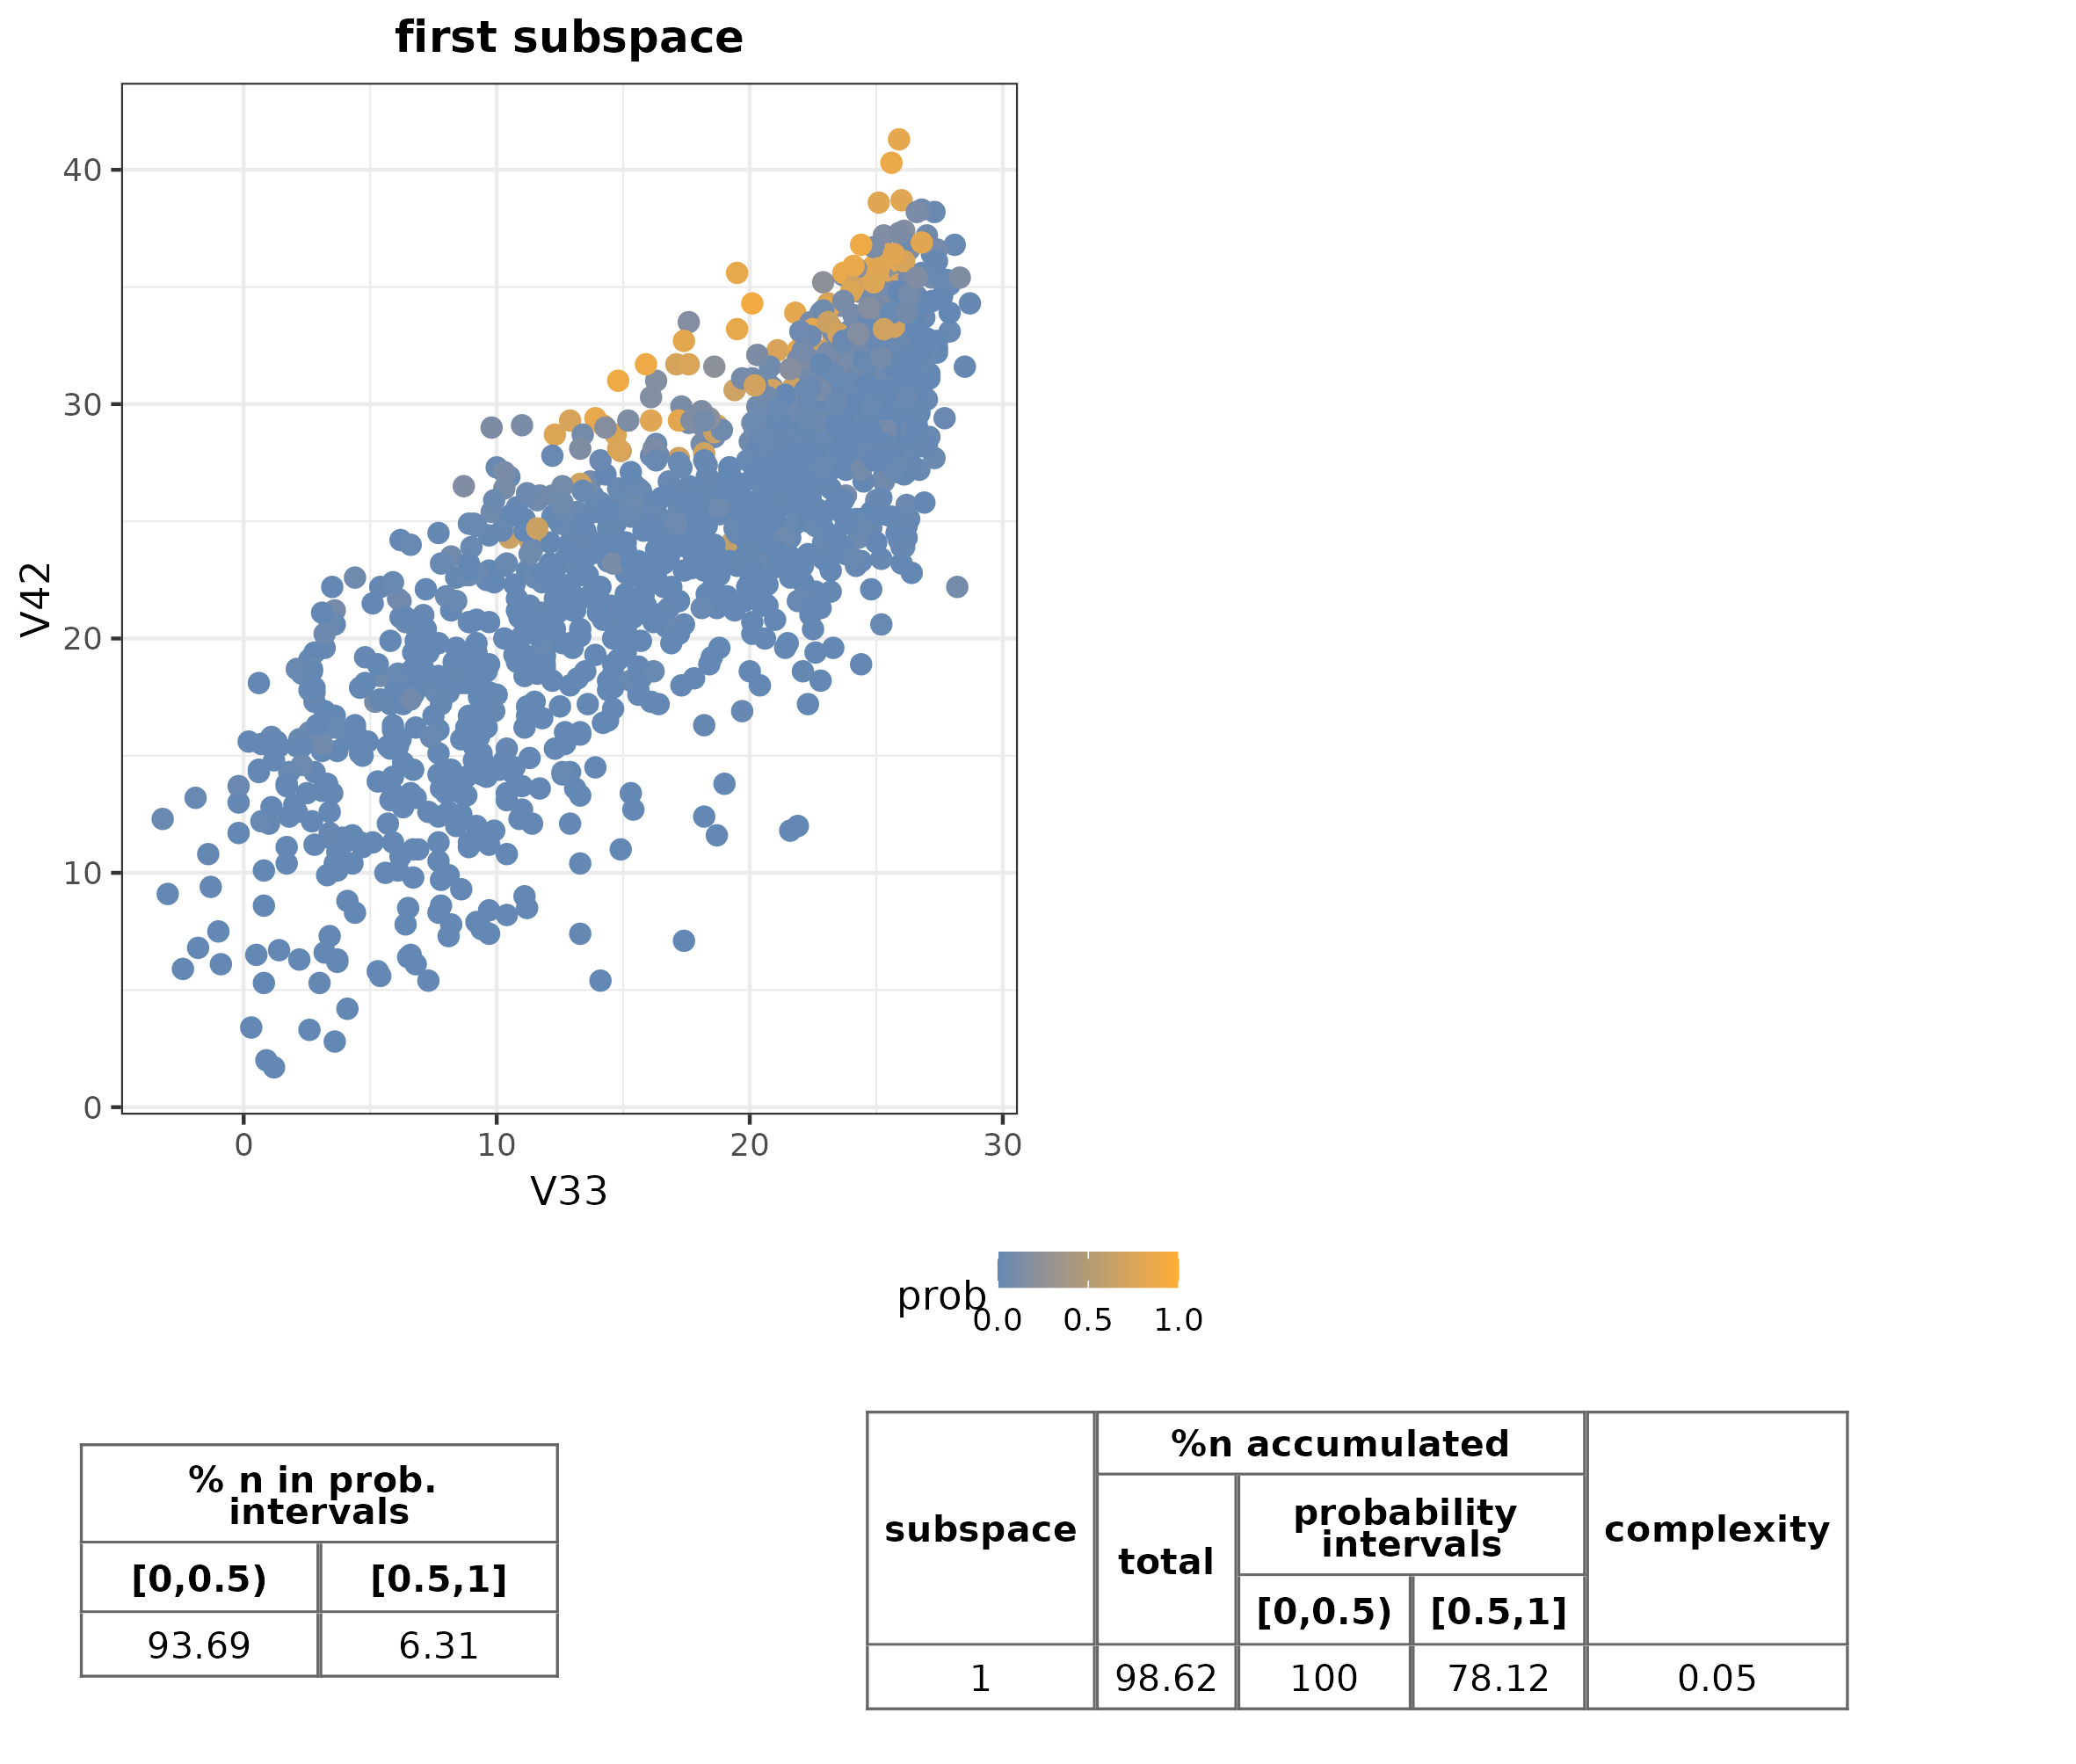 first subspace
40
30
20
10
0
V42
0 10 20 30
V33
prob
0.0 0.5 1.0
% n in prob.
intervals
[0,0.5) [0.5,1]
93.69 6.31
%n accumulated
subspace
total
probability
intervals
complexity
[0,0.5) [0.5,1]
1 98.62 100 78.12 0.05